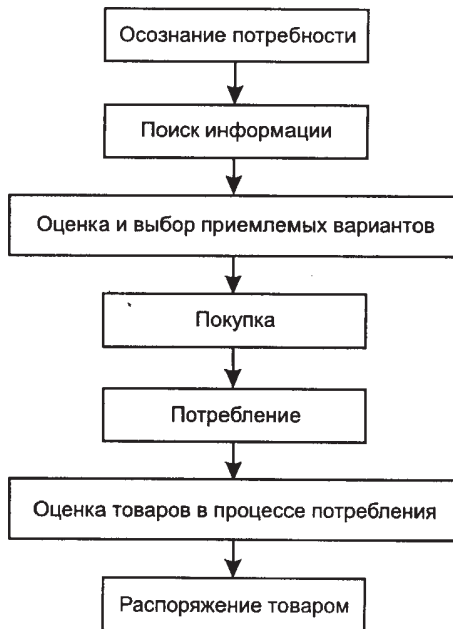 Осознание потребности
Поиск информации
Оценка и выбор приемлемых вариантов
Покупка
Потребление
Оценка товаров в процессе потребления
Распоряжение товаром